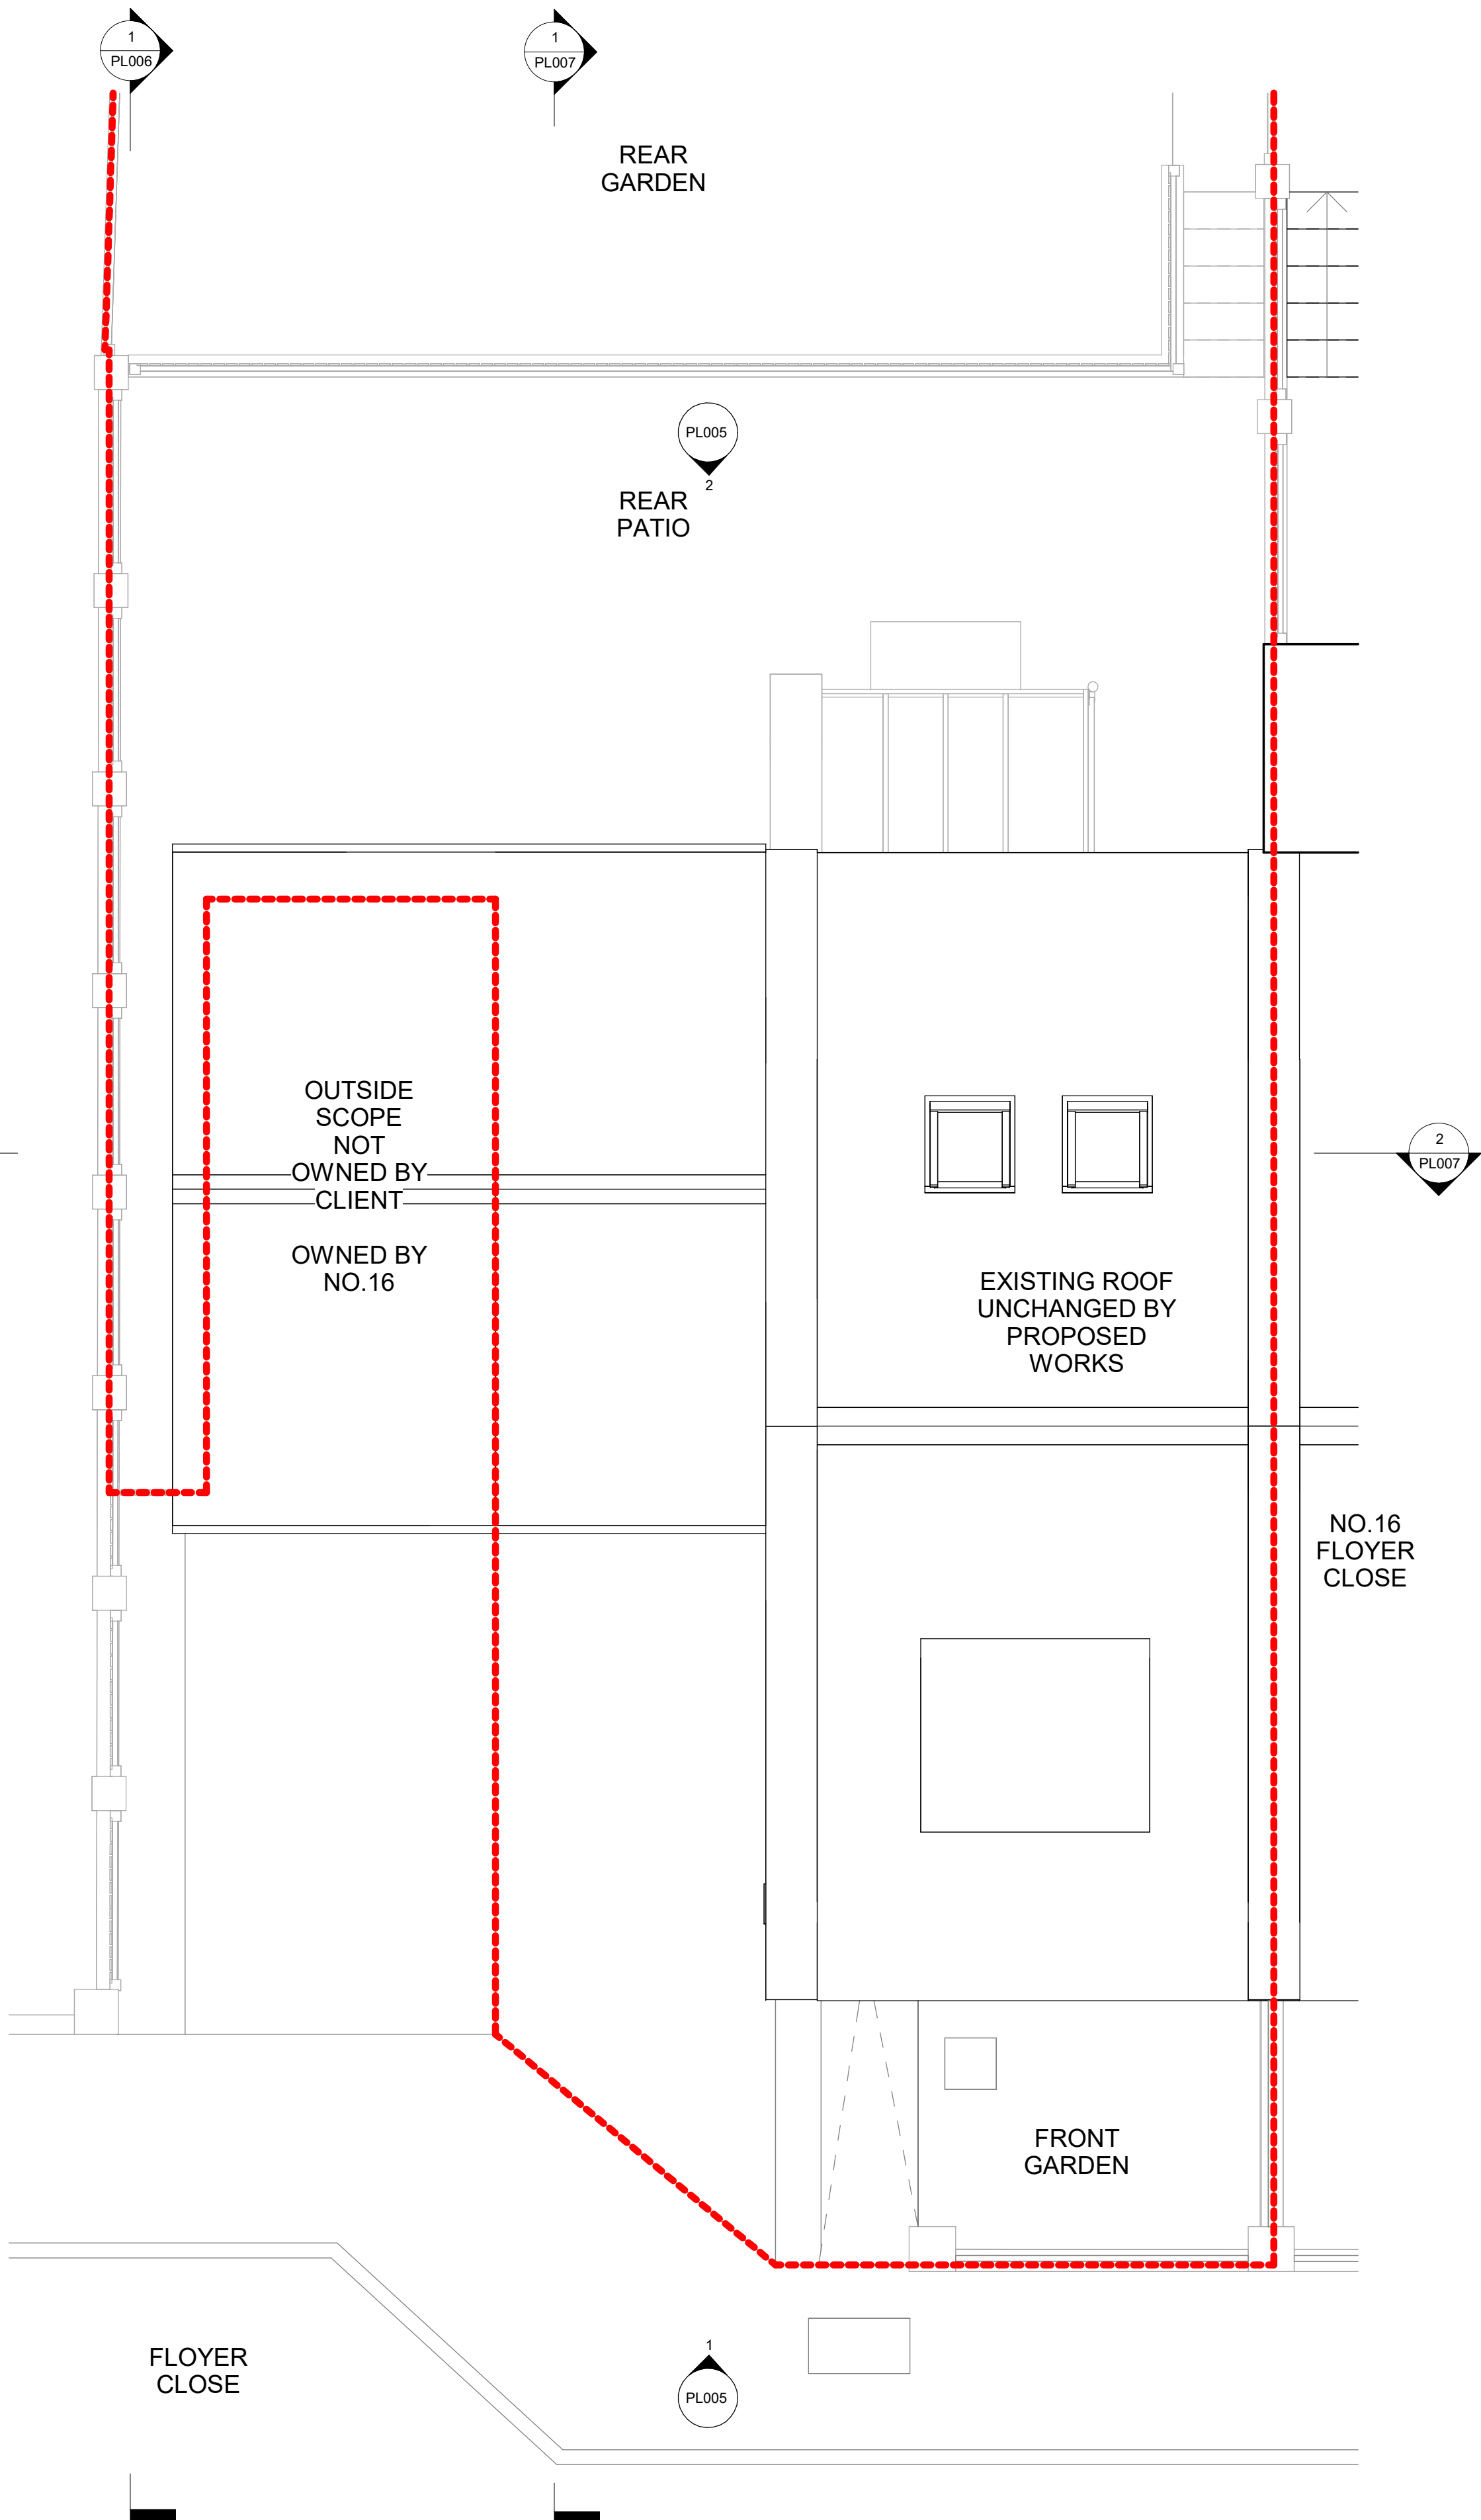 1
PL006
1
PL007
REAR
GARDEN
PL005
2
REAR
PATIO
OUTSIDE
SCOPE
NOT
OWNED BY
CLIENT
OWNED BY
NO.16
2
PL007
EXISTING ROOF
UNCHANGED BY
PROPOSED
WORKS
NO.16
FLOYER
CLOSE
FRONT
GARDEN
FLOYER
CLOSE
1
PL005